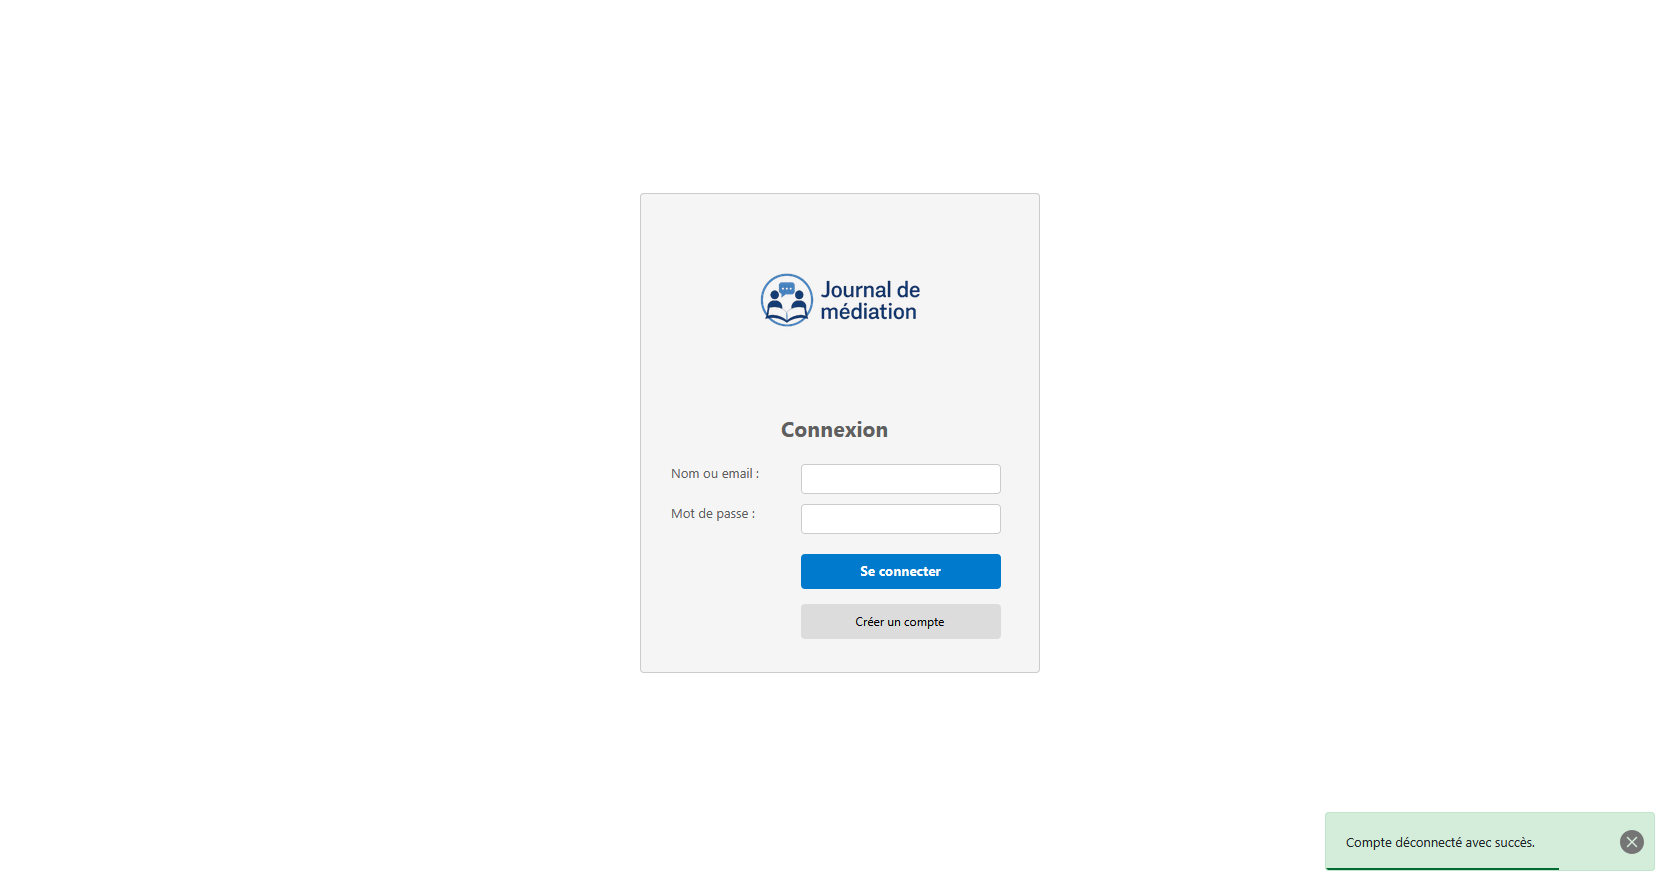 Journal de
médiation
Connexion
Nom ou email :
Mot de passe :
Se connecter
Créer un compte
Compte déconnecté avec succès.